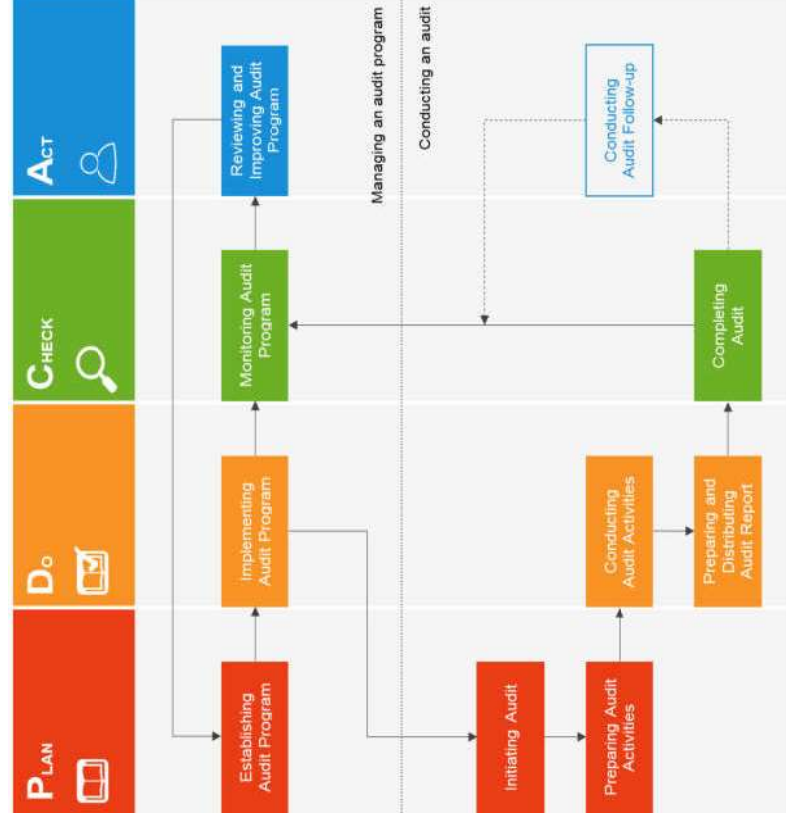 PLAN
DO
CHECK
ACT
Establishing
Audit Program
Implementing
Audit Program
Monitoring Audit
Program
Reviewing and
Improving Audit
Program
Managing an audit program
Conducting an audit
Initiating Audit
Preparing Audit
Activities
Conducting
Audit Activities
Preparing and
Distributing
Audit Report
Completing
Audit
Conducting
Audit Follow-up